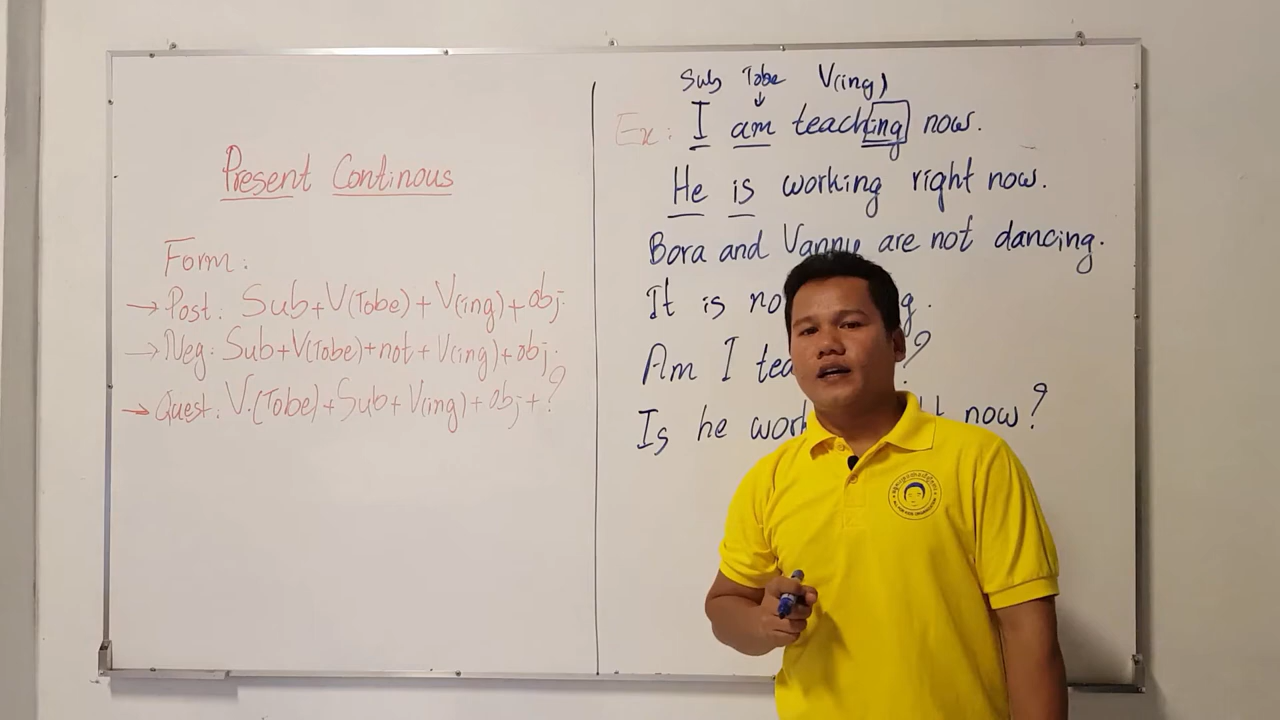 Present Continous
Form:
→ Post: Sub+V(Tobe)+V(ing)+obj.
→ Neg: Sub+V(Tobe)+not+V(ing)+obj.
→ Quest: V.(Tobe)+Sub+V(ing)+obj+?
Sub Tobe V(ing)
Ex: I am teaching now.
He is working right now.
Bora and are not dancing.
It is
Am I ?
Is he now?